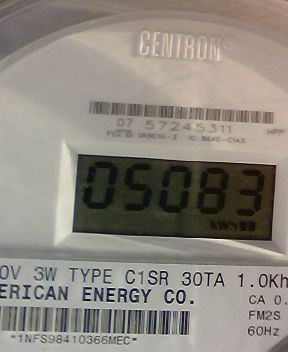 CENTRON®
07 57245311
HPP
05083
kWh
0V 3W TYPE C1SR 30TA 1.0Kh
ERICAN ENERGY CO.
CA 0.
FM2S
60Hz
*1NFS98410366MEC*